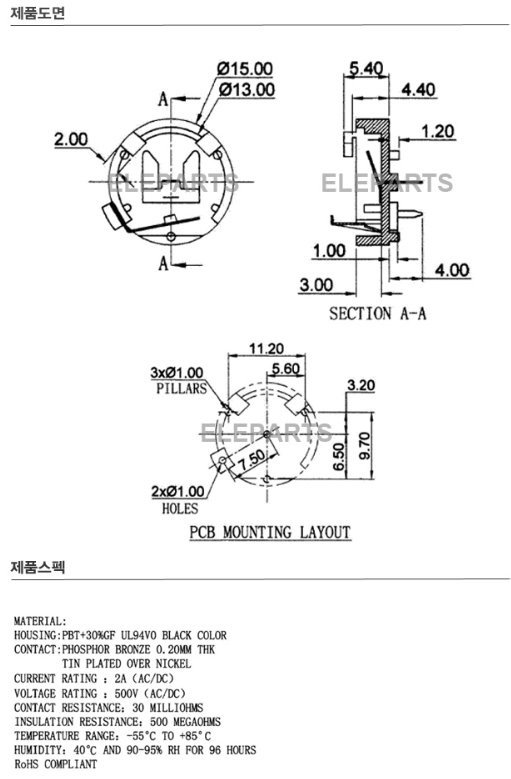 제품도면
Ø15.00
Ø13.00
A
2.00
ELEPARTS
A
5.40
4.40
1.20
ELEPARTS
1.00
3.00
4.00
SECTION A-A
11.20
5.60
3xØ1.00
PILLARS
3.20
ELEPARTS
7.50
6.50
9.70
2xØ1.00
HOLES
PCB MOUNTING LAYOUT
제품스펙
MATERIAL:
HOUSING:PBT+30%GF UL94V0 BLACK COLOR
CONTACT:PHOSPHOR BRONZE 0.20MM THK
TIN PLATED OVER NICKEL
CURRENT RATING : 2A (AC/DC)
VOLTAGE RATING : 500V (AC/DC)
CONTACT RESISTANCE: 30 MILLIOHMS
INSULATION RESISTANCE: 500 MEGAOHMS
TEMPERATURE RANGE: -55°C TO +85°C
HUMIDITY: 40°C AND 90-95% RH FOR 96 HOURS
RoHS COMPLIANT